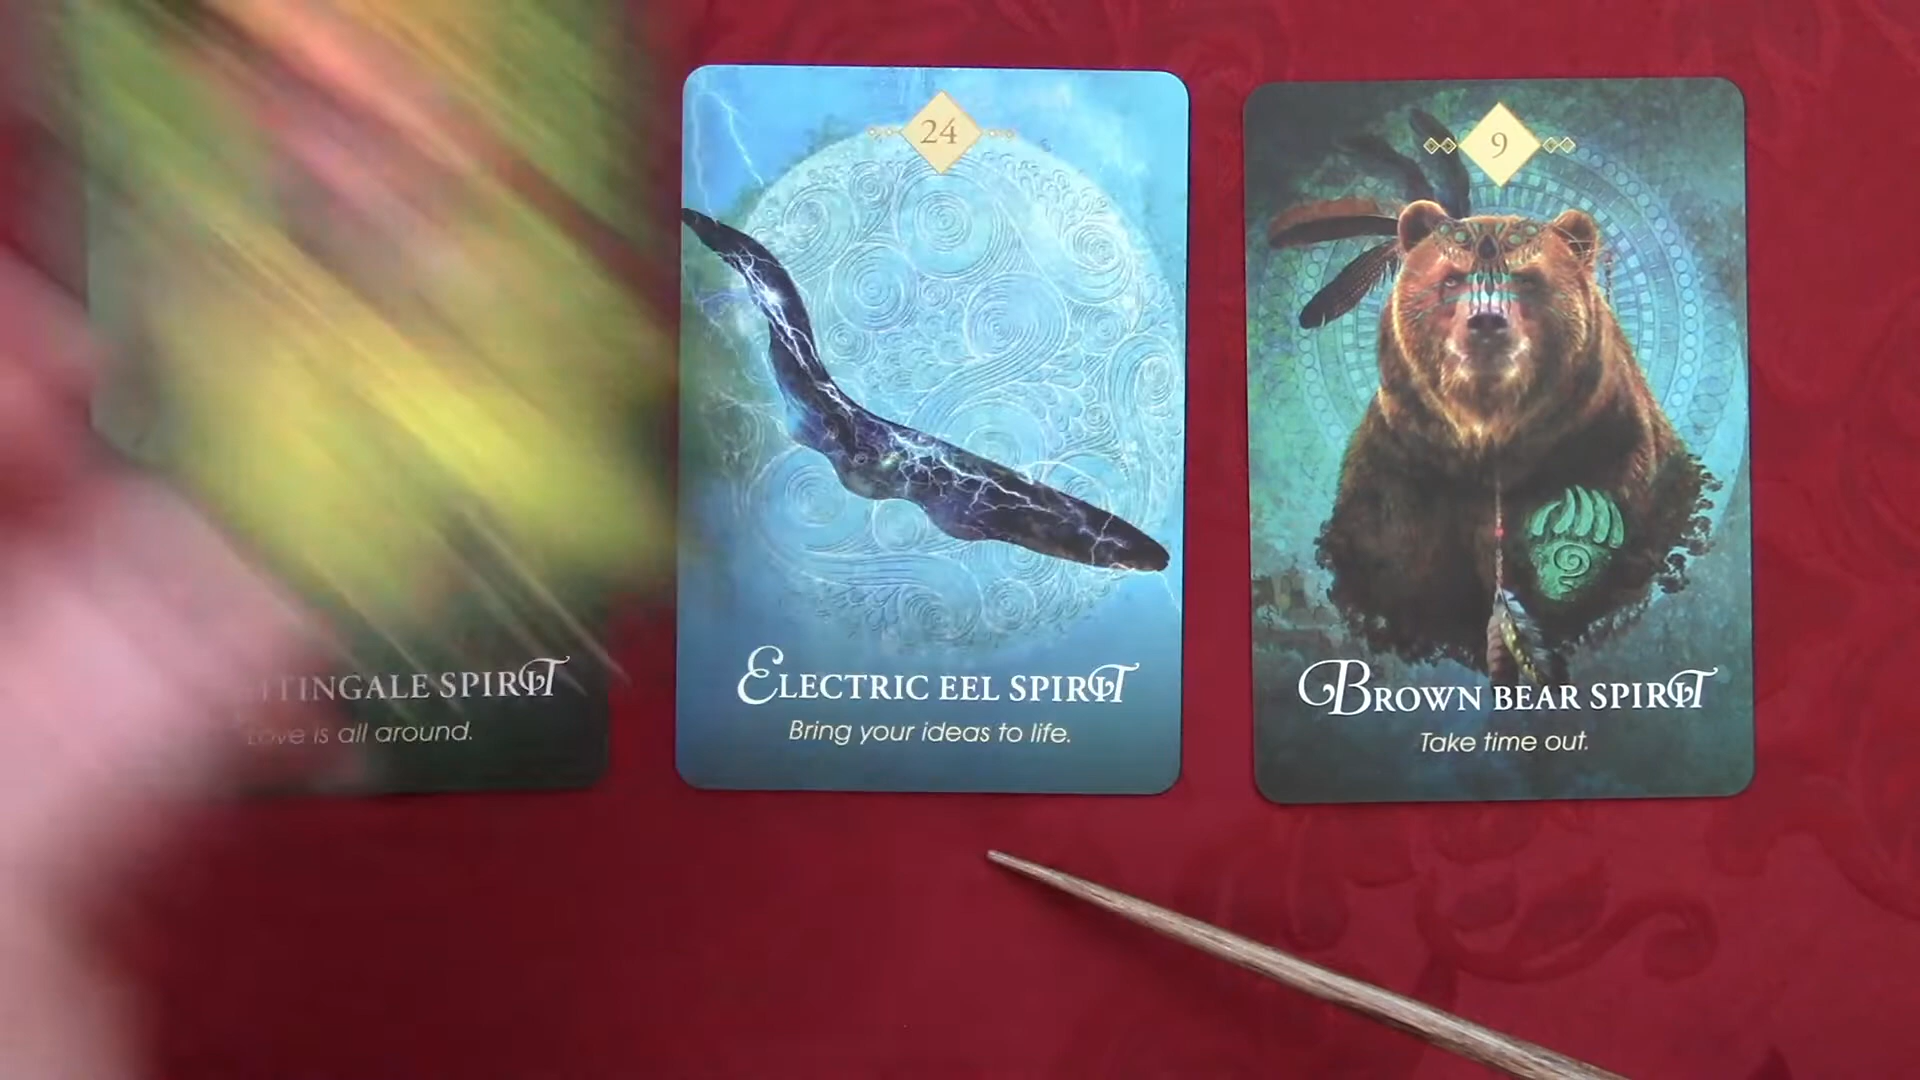 TINGALE SPIRIT
Love is all around.
24
ELECTRIC EEL SPIRIT
Bring your ideas to life.
9
BROWN BEAR SPIRIT
Take time out.